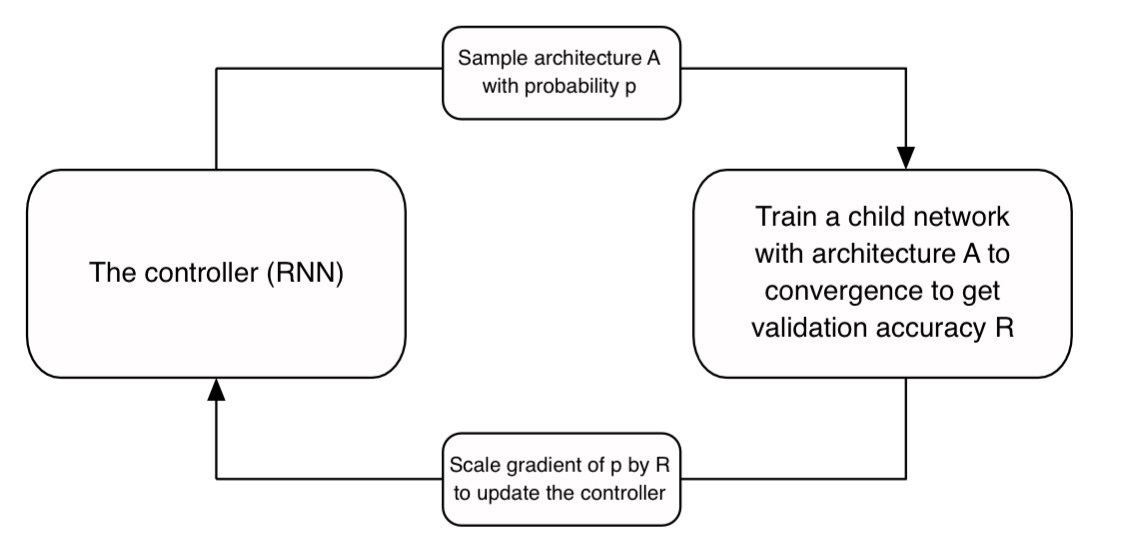 Sample architecture A
with probability p
The controller (RNN)
Train a child network
with architecture A to
convergence to get
validation accuracy R
Scale gradient of p by R
to update the controller